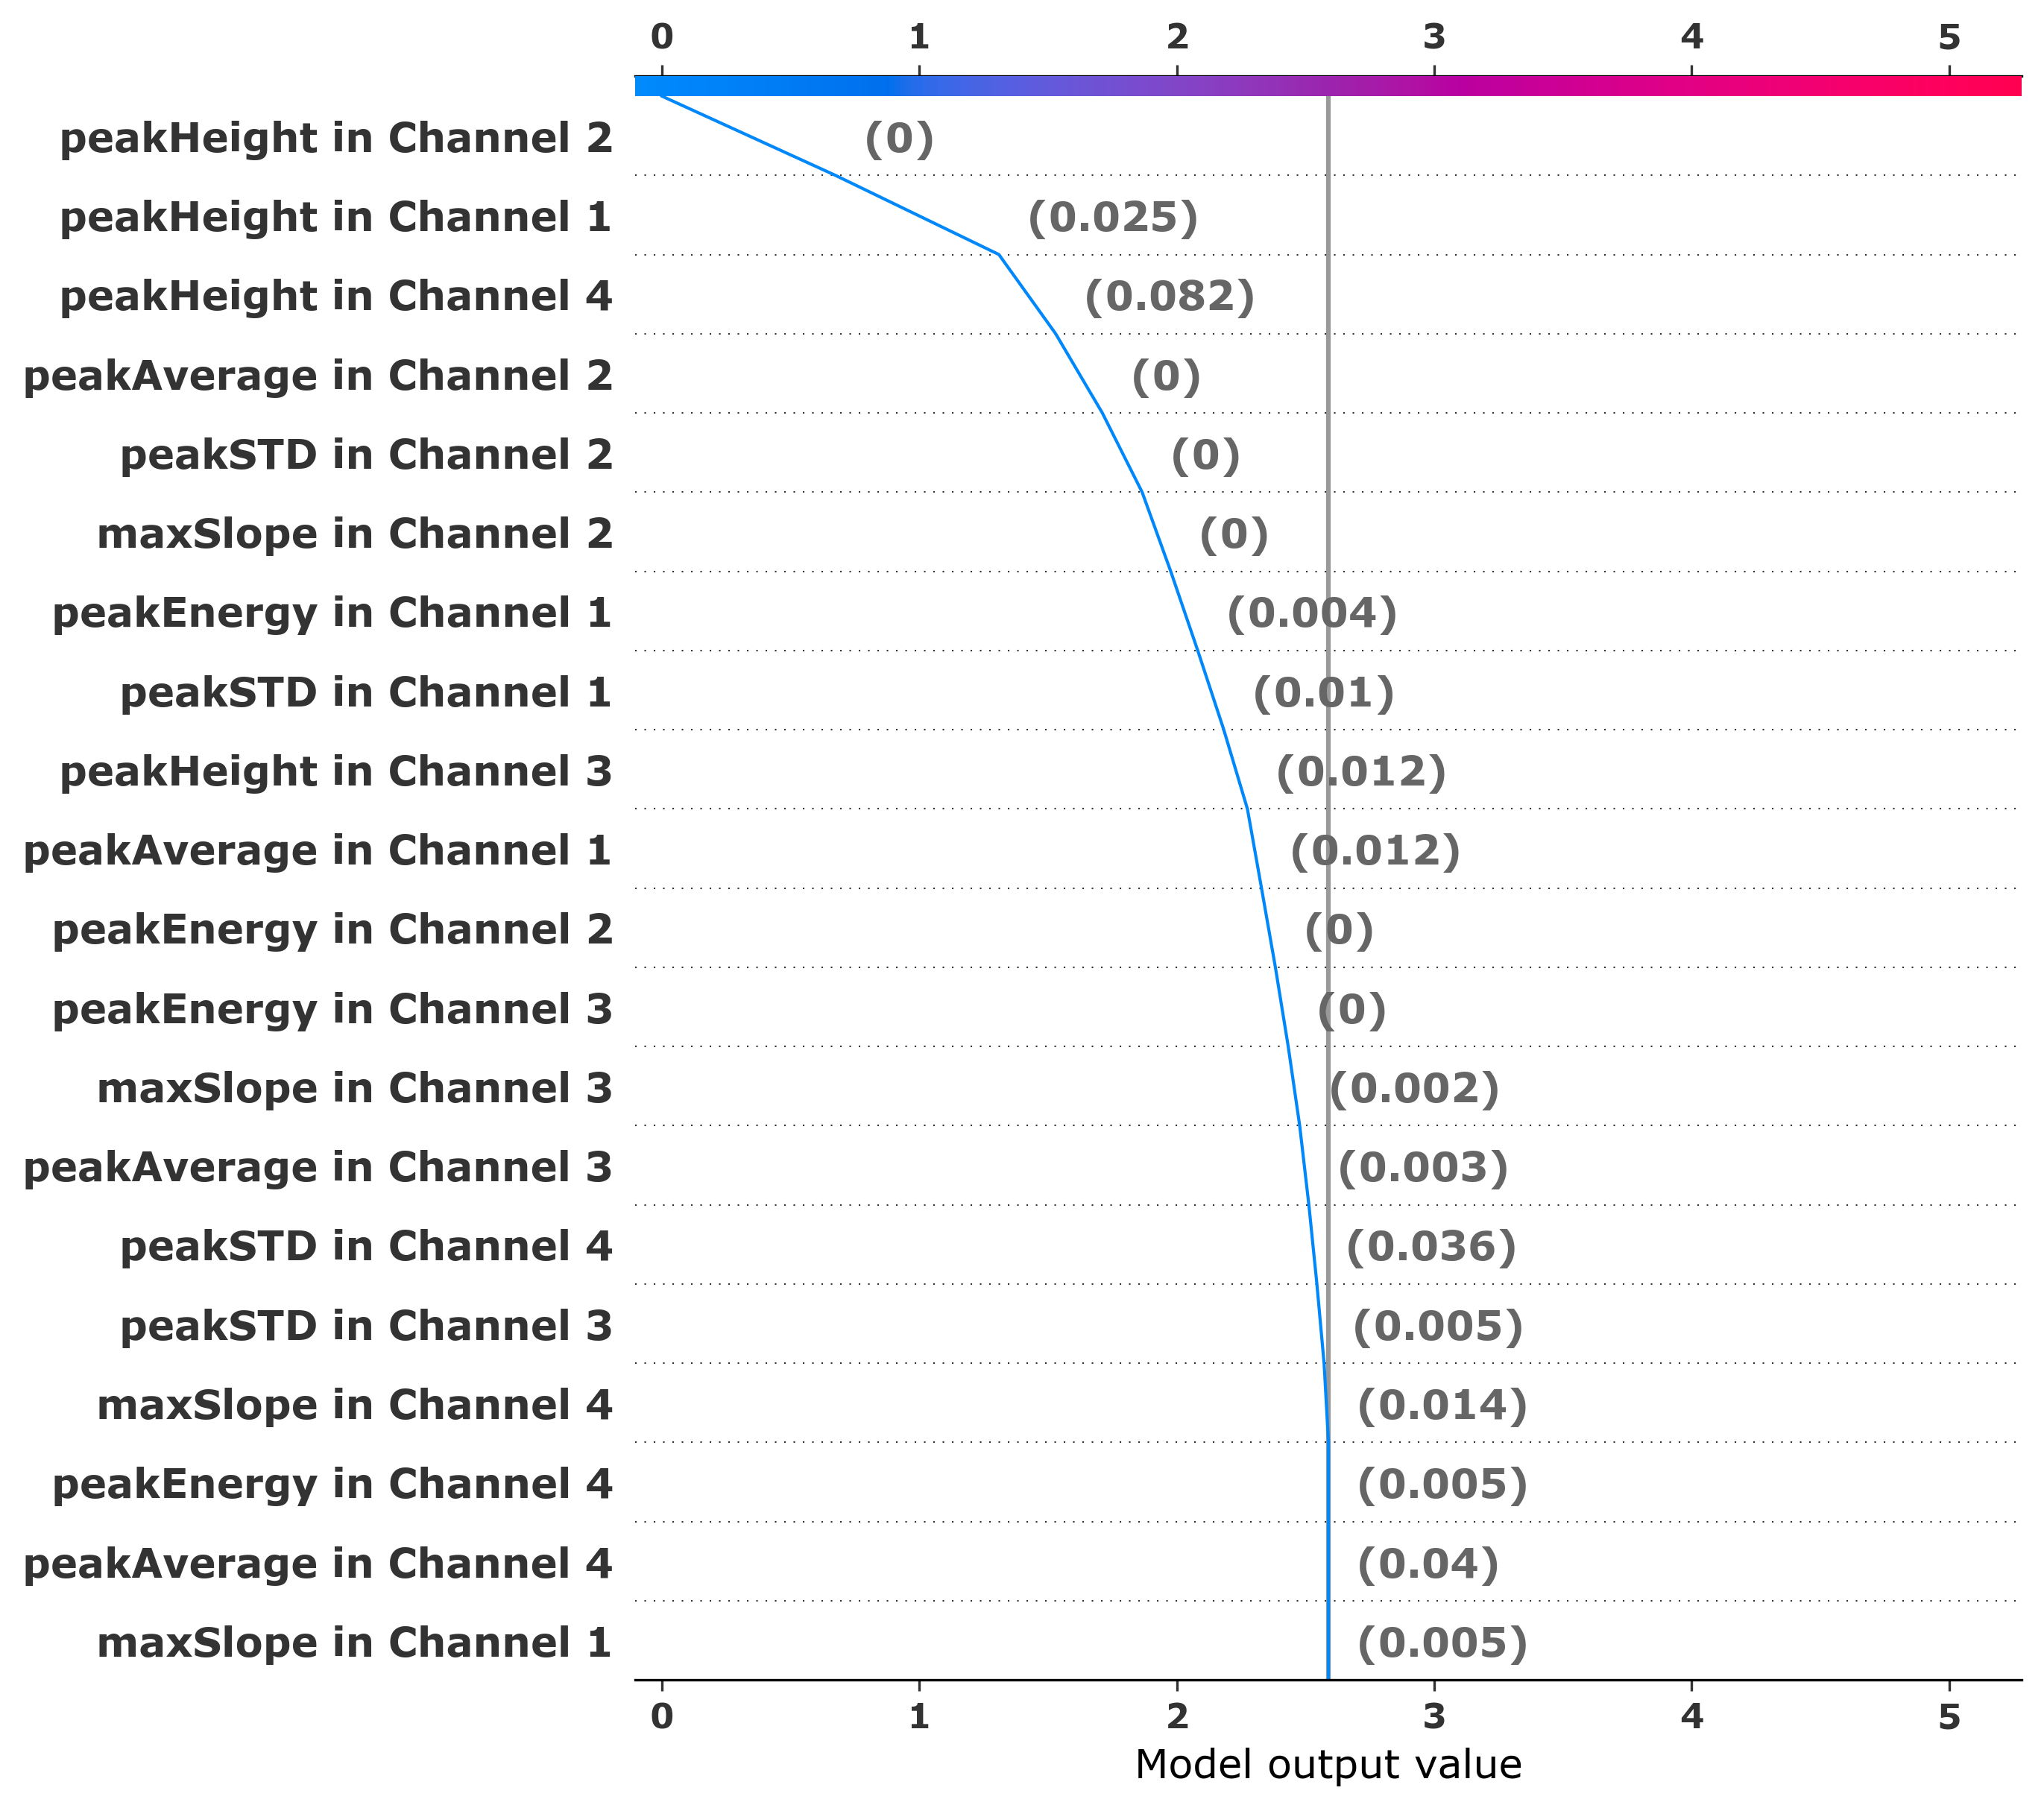 0 1 2 3 4 5
peakHeight in Channel 2 (0)
peakHeight in Channel 1 (0.025)
peakHeight in Channel 4 (0.082)
peakAverage in Channel 2 (0)
peakSTD in Channel 2 (0)
maxSlope in Channel 2 (0)
peakEnergy in Channel 1 (0.004)
peakSTD in Channel 1 (0.01)
peakHeight in Channel 3 (0.012)
peakAverage in Channel 1 (0.012)
peakEnergy in Channel 2 (0)
peakEnergy in Channel 3 (0)
maxSlope in Channel 3 (0.002)
peakAverage in Channel 3 (0.003)
peakSTD in Channel 4 (0.036)
peakSTD in Channel 3 (0.005)
maxSlope in Channel 4 (0.014)
peakEnergy in Channel 4 (0.005)
peakAverage in Channel 4 (0.04)
maxSlope in Channel 1 (0.005)
0 1 2 3 4 5
Model output value